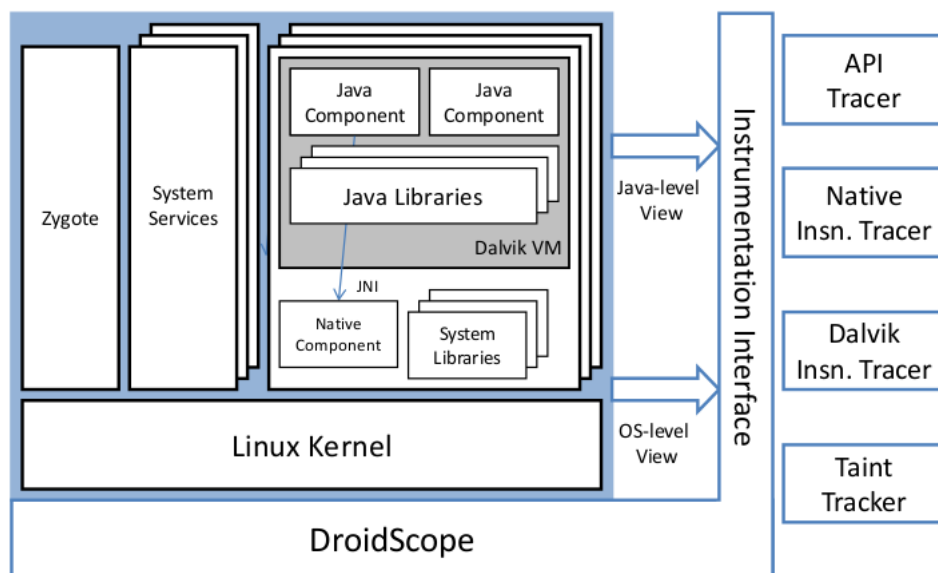 Zygote
System
Services
Java
Component
Java
Component
Java Libraries
Dalvik VM
JNI
Native
Component
System
Libraries
Linux Kernel
DroidScope
Java-level
View
OS-level
View
Instrumentation Interface
API
Tracer
Native
Insn. Tracer
Dalvik
Insn. Tracer
Taint
Tracker